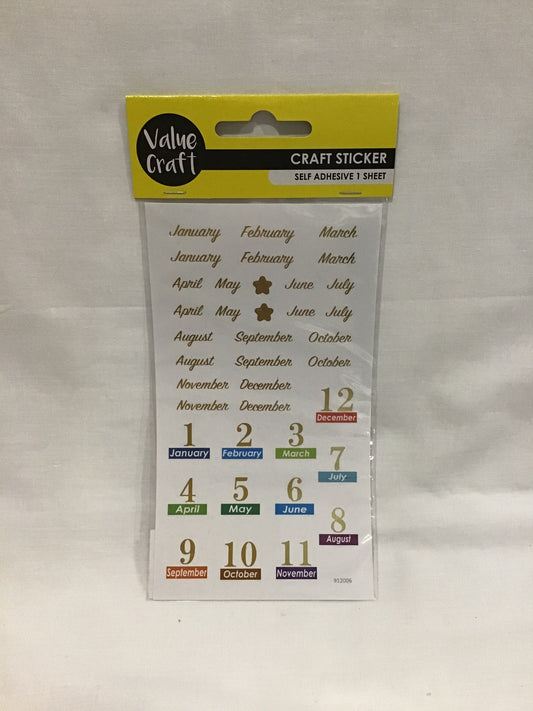 Value
Craft
CRAFT STICKER
SELF ADHESIVE 1 SHEET
January February March
January February March
April May June July
April May June July
August September October
August September October
November December
November December
12
December
1 2 3
January February March
7
July
4 5 6
April May June
8
August
9 10 11
September October November
912006